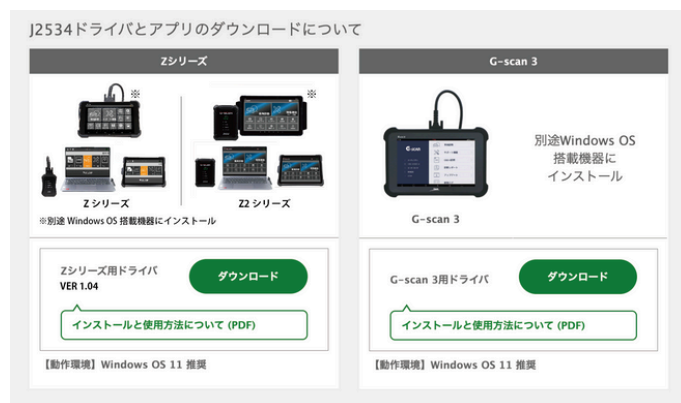 J2534ドライバとアプリのダウンロードについて
Zシリーズ
※
※
Z シリーズ
Z2 シリーズ
※別途 Windows OS 搭載機器にインストール
Zシリーズ用ドライバ
VER 1.04
ダウンロード
インストールと使用方法について (PDF)
【動作環境】Windows OS 11 推奨
G-scan 3
別途Windows OS
搭載機器に
インストール
G-scan 3
G-scan 3用ドライバ
ダウンロード
インストールと使用方法について (PDF)
【動作環境】Windows OS 11 推奨